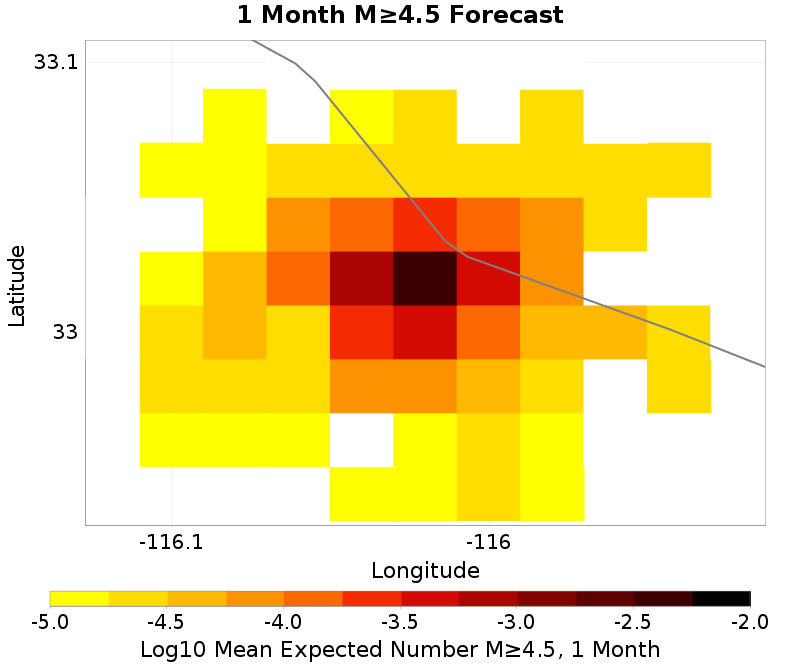 1 Month M≥4.5 Forecast
33.1
33
Latitude
-116.1 -116
Longitude
-5.0 -4.5 -4.0 -3.5 -3.0 -2.5 -2.0
Log10 Mean Expected Number M≥4.5, 1 Month